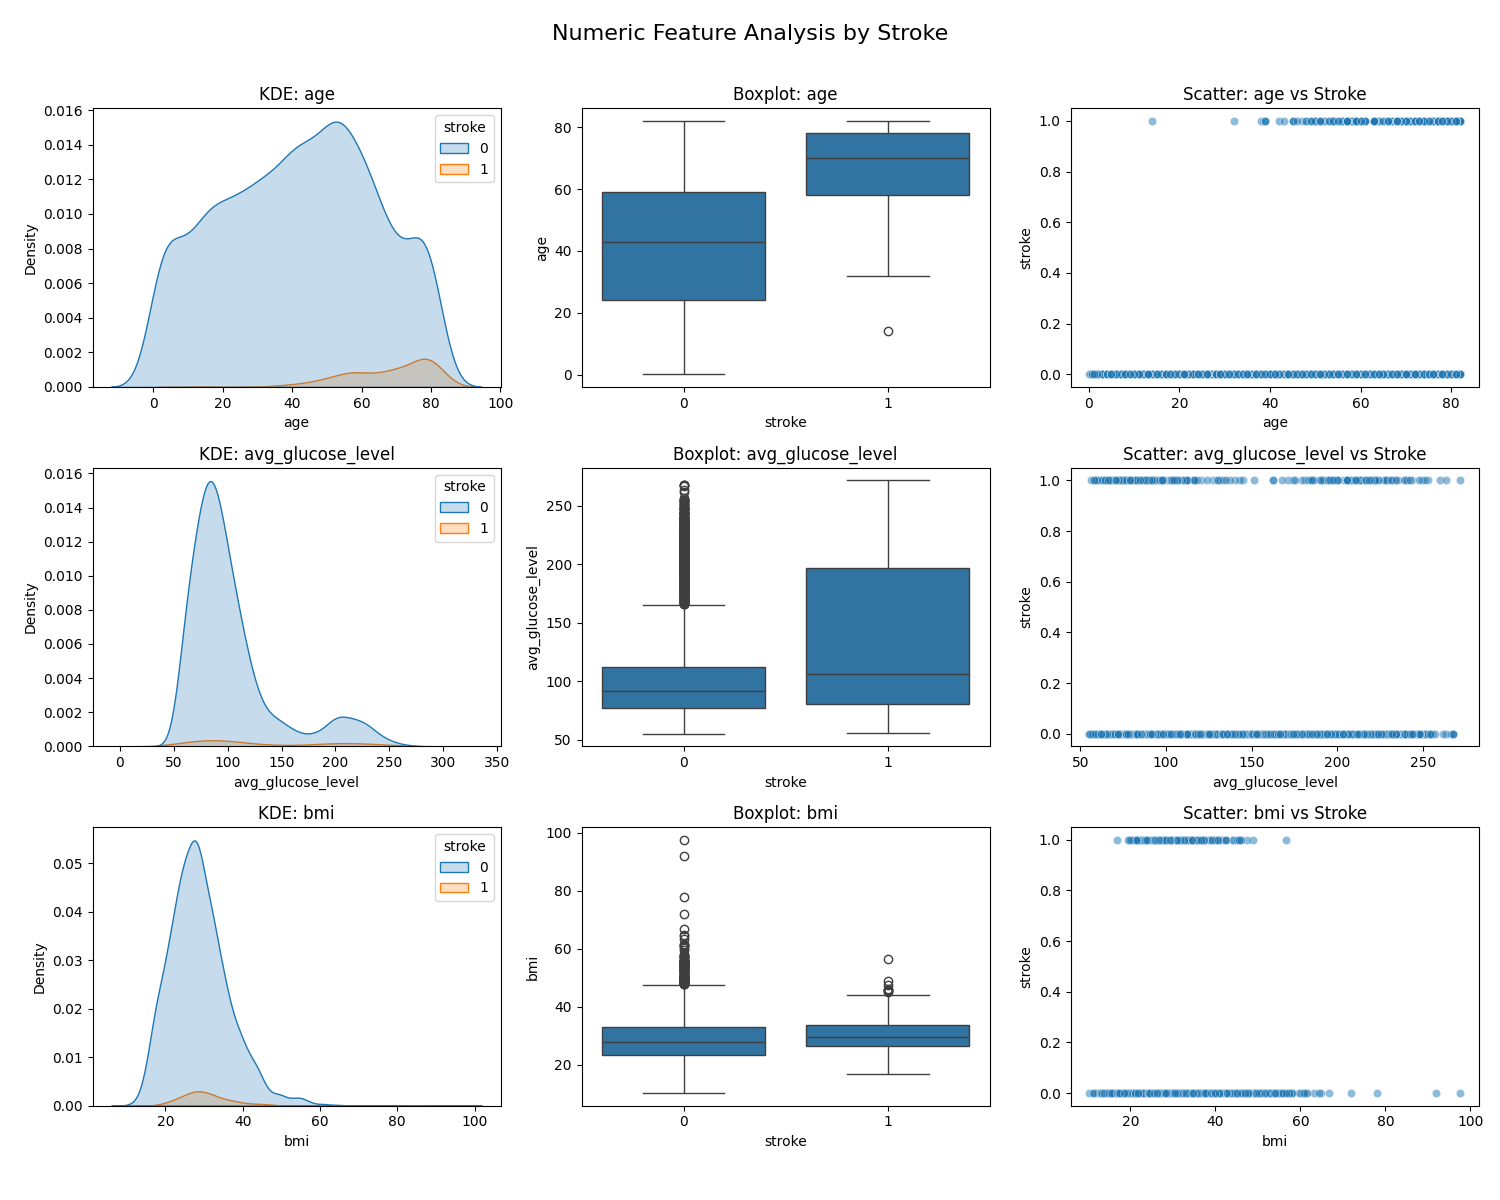 Numeric Feature Analysis by Stroke
KDE: age
0.016
0.014
0.012
0.010
0.008
0.006
0.004
0.002
0.000
Density
0 20 40 60 80 100
age
stroke
0
1
Boxplot: age
80
60
40
20
0
age
0 1
stroke
Scatter: age vs Stroke
1.0
0.8
0.6
0.4
0.2
0.0
stroke
0 20 40 60 80
age
KDE: avg_glucose_level
0.016
0.014
0.012
0.010
0.008
0.006
0.004
0.002
0.000
Density
0 50 100 150 200 250 300 350
avg_glucose_level
stroke
0
1
Boxplot: avg_glucose_level
250
200
150
100
50
avg_glucose_level
0 1
stroke
Scatter: avg_glucose_level vs Stroke
1.0
0.8
0.6
0.4
0.2
0.0
stroke
50 100 150 200 250
avg_glucose_level
KDE: bmi
0.05
0.04
0.03
0.02
0.01
0.00
Density
20 40 60 80 100
bmi
stroke
0
1
Boxplot: bmi
100
80
60
40
20
bmi
0 1
stroke
Scatter: bmi vs Stroke
1.0
0.8
0.6
0.4
0.2
0.0
stroke
20 40 60 80 100
bmi